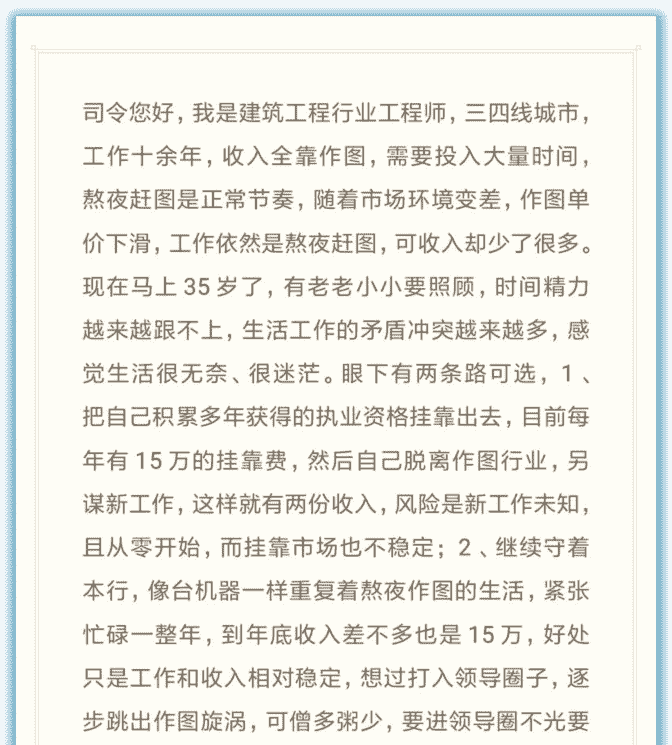 司令您好，我是建筑工程行业工程师，三四线城市，
工作十余年，收入全靠作图，需要投入大量时间，
熬夜赶图是正常节奏，随着市场环境变差，作图单
价下滑，工作依然是熬夜赶图，可收入却少了很多。
现在马上 35 岁了，有老老小小要照顾，时间精力
越来越跟不上，生活工作的矛盾冲突越来越多，感
觉生活很无奈、很迷茫。眼下有两条路可选，1、
把自己积累多年获得的执业资格挂靠出去，目前每
年有 15 万的挂靠费，然后自己脱离作图行业，另
谋新工作，这样就有两份收入，风险是新工作未知，
且从零开始，而挂靠市场也不稳定；2、继续守着
本行，像台机器一样重复着熬夜作图的生活，紧张
忙碌一整年，到年底收入差不多也是 15 万，好处
只是工作和收入相对稳定，想过打入领导圈子，逐
步跳出作图旋涡，可僧多粥少，要进领导圈不光要